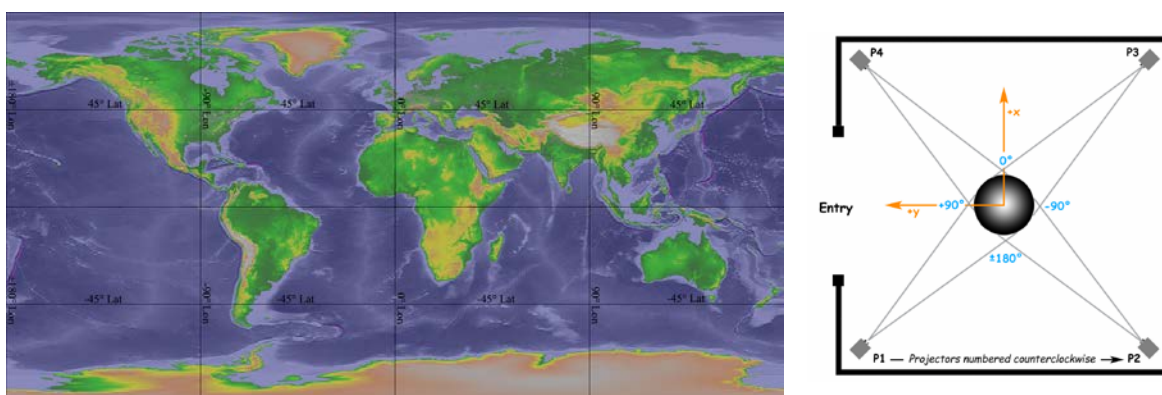 45° Lat
45° Lat
45° Lat
45° Lat
-180° Lon
-90° Lon
0° Lon
90° Lon
-45° Lat
-45° Lat
-45° Lat
-45° Lat
-180° Lon
-90° Lon
0° Lon
90° Lon
P4
P3
+x
0°
Entry
+y
+90°
-90°
±180°
P1 — Projectors numbered counterclockwise → P2